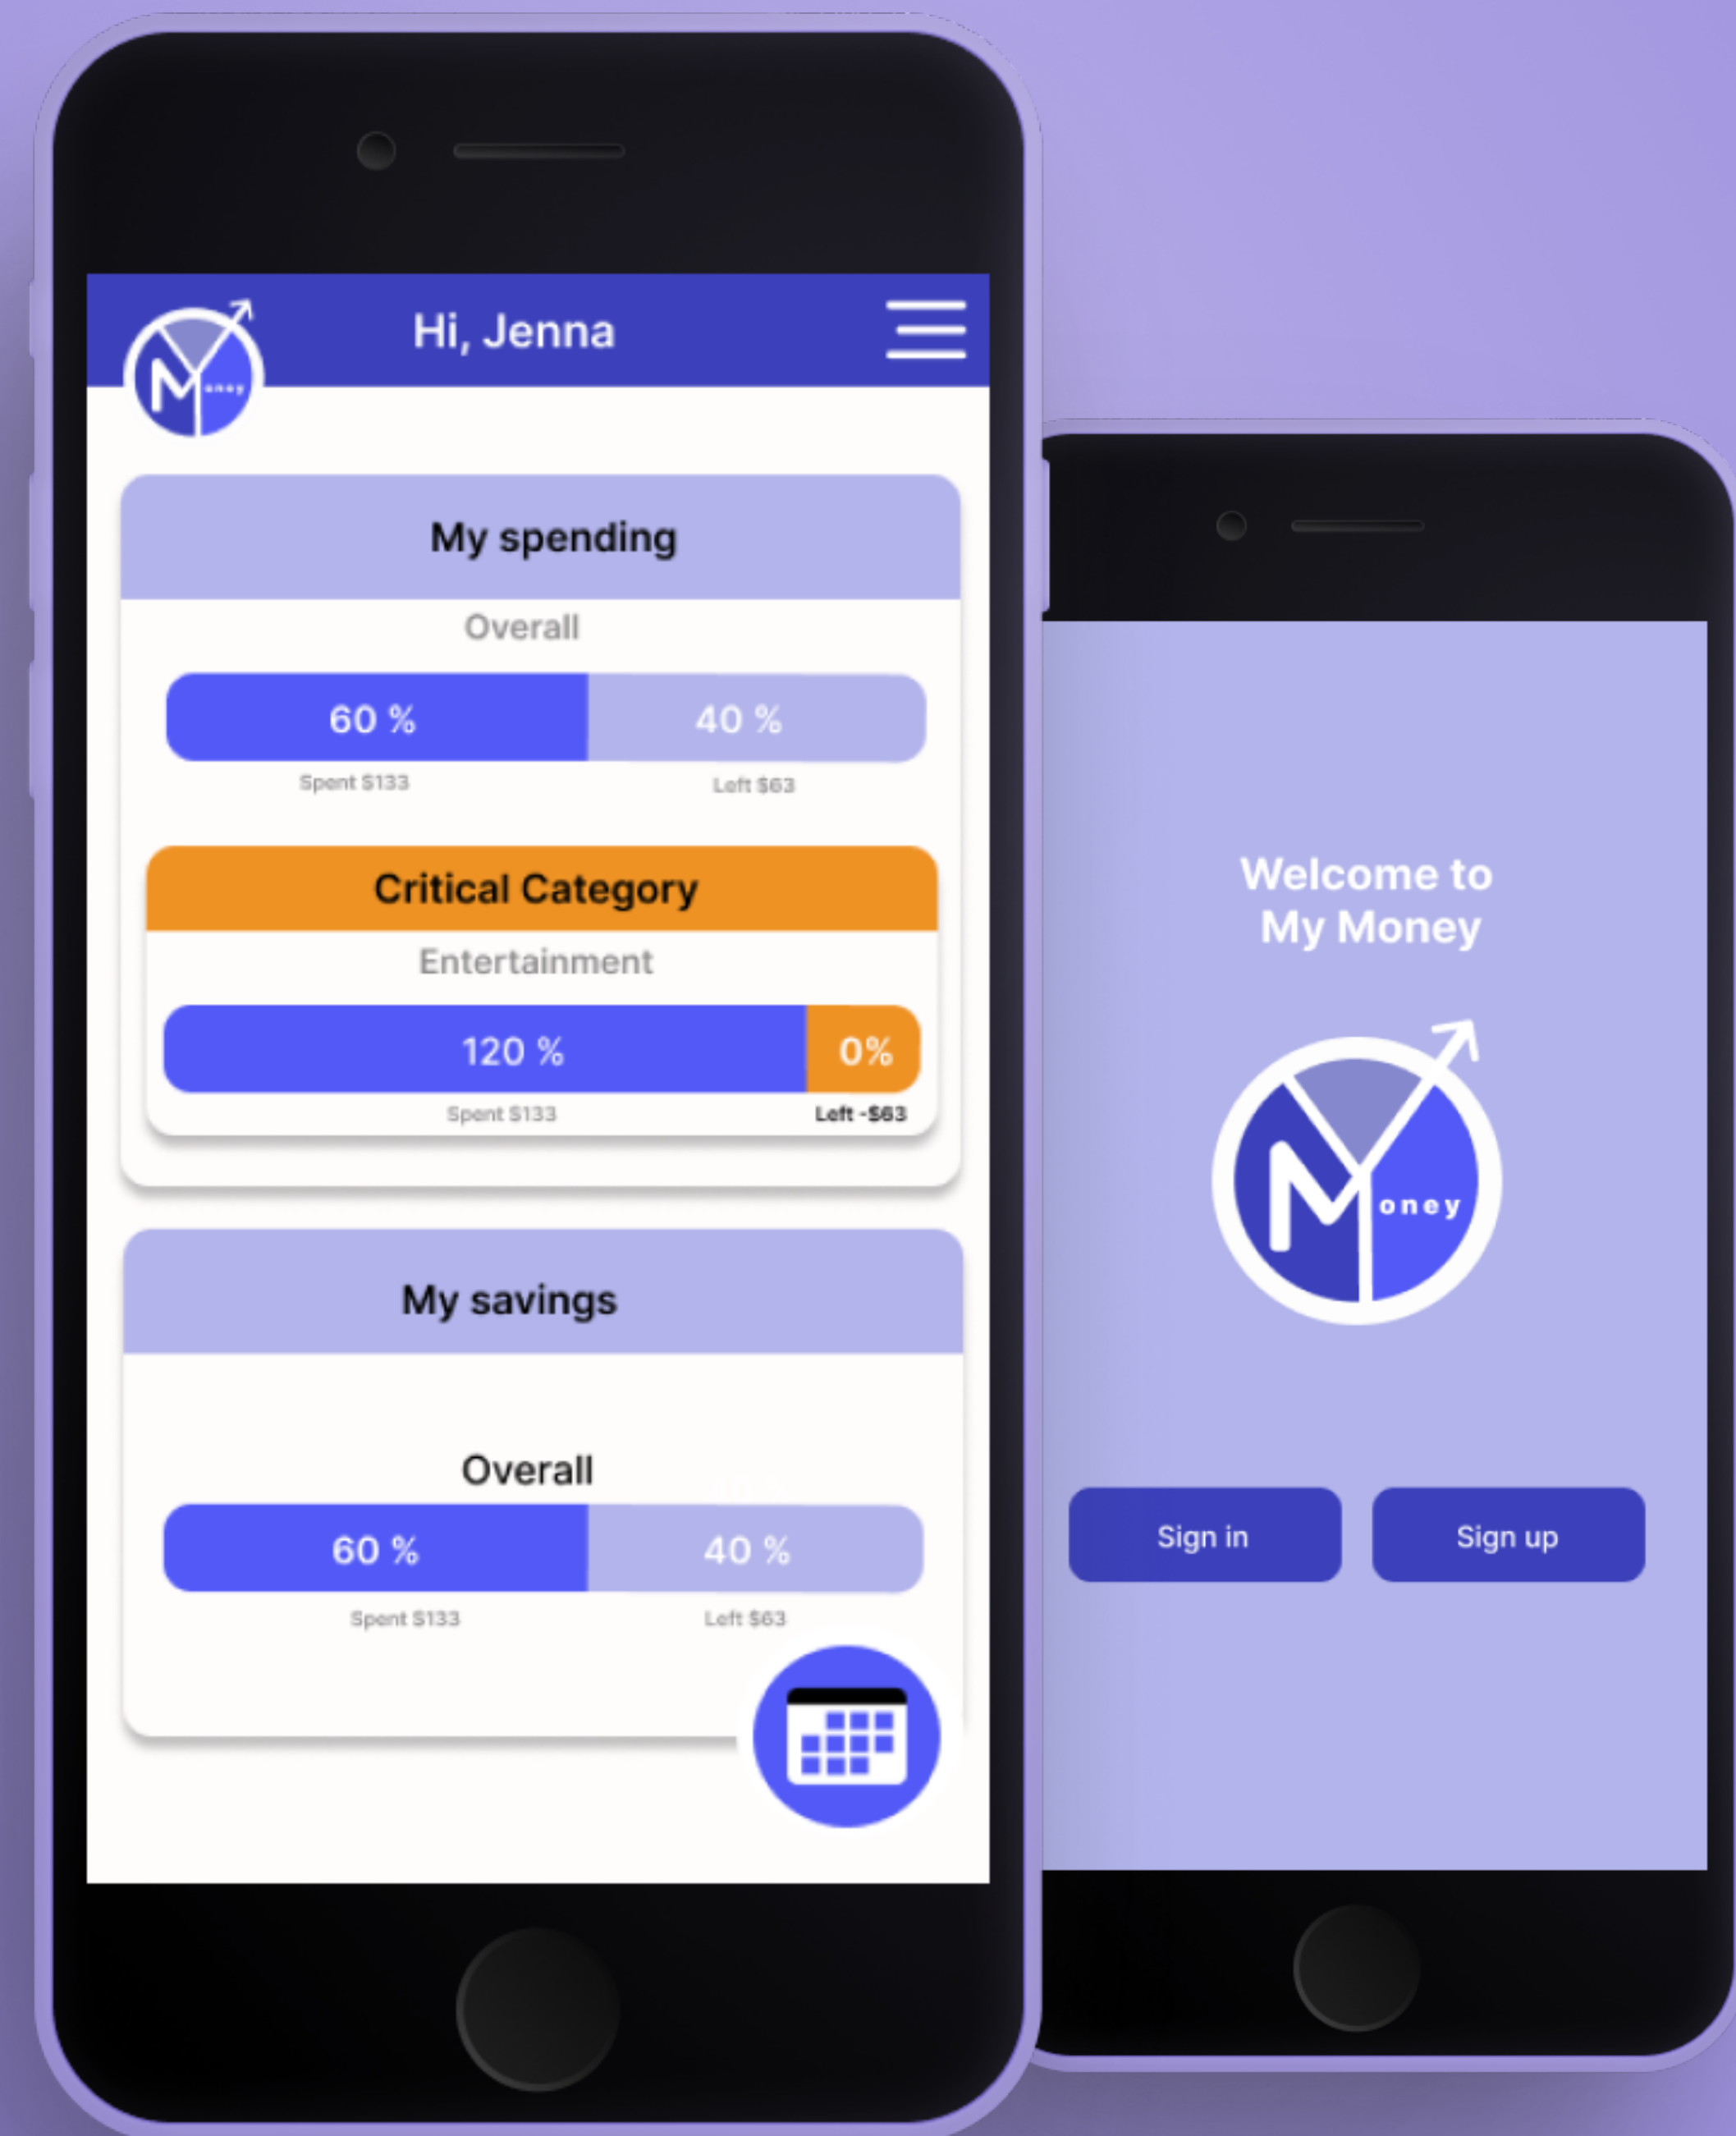 Hi, Jenna
M oney
My spending
Overall
60 % 40 %
Spent $133 Left $63
Critical Category
Entertainment
120 % 0%
Spent $133 Left -$63
My savings
Overall
60 % 40 %
Spent $133 Left $63
Welcome to
My Money
M oney
Sign in Sign up